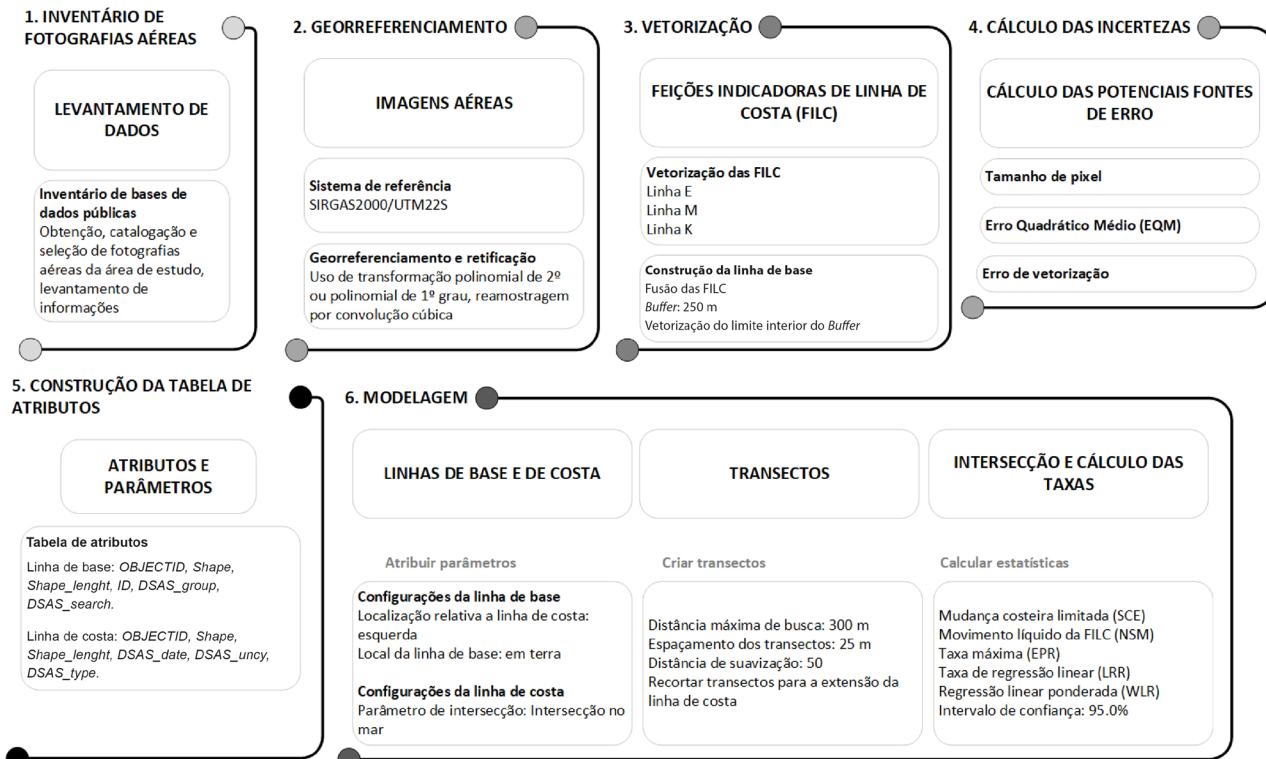 1. INVENTÁRIO DE
FOTOGRAFIAS AÉREAS
LEVANTAMENTO DE
DADOS
Inventário de bases de
dados públicas
Obtenção, catalogação e
seleção de fotografias
aéreas da área de estudo,
levantamento de
informações
2. GEORREFERENCIAMENTO
IMAGENS AÉREAS
Sistema de referência
SIRGAS2000/UTM22S
Georreferenciamento e retificação
Uso de transformação polinomial de 2º
ou polinomial de 1º grau, reamostragem
por convolução cúbica
3. VETORIZAÇÃO
FEIÇÕES INDICADORAS DE LINHA DE
COSTA (FILC)
Vetorização das FILC
Linha E
Linha M
Linha K
Construção da linha de base
Fusão das FILC
Buffer: 250 m
Vetorização do limite interior do Buffer
4. CÁLCULO DAS INCERTEZAS
CÁLCULO DAS POTENCIAIS FONTES
DE ERRO
Tamanho de pixel
Erro Quadrático Médio (EQM)
Erro de vetorização
5. CONSTRUÇÃO DA TABELA DE
ATRIBUTOS
ATRIBUTOS E
PARÂMETROS
Tabela de atributos
Linha de base: OBJECTID, Shape,
Shape_lenght, ID, DSAS_group,
DSAS_search.
Linha de costa: OBJECTID, Shape,
Shape_lenght, DSAS_date, DSAS_uncy,
DSAS_type.
6. MODELAGEM
LINHAS DE BASE E DE COSTA
Atribuir parâmetros
Configurações da linha de base
Localização relativa a linha de costa:
esquerda
Local da linha de base: em terra
Configurações da linha de costa
Parâmetro de intersecção: Intersecção no
mar
TRANSECTOS
Criar transectos
Distância máxima de busca: 300 m
Espaçamento dos transectos: 25 m
Distância de suavização: 50
Recortar transectos para a extensão da
linha de costa
INTERSECÇÃO E CÁLCULO DAS
TAXAS
Calcular estatísticas
Mudança costeira limitada (SCE)
Movimento líquido da FILC (NSM)
Taxa máxima (EPR)
Taxa de regressão linear (LRR)
Regressão linear ponderada (WLR)
Intervalo de confiança: 95.0%